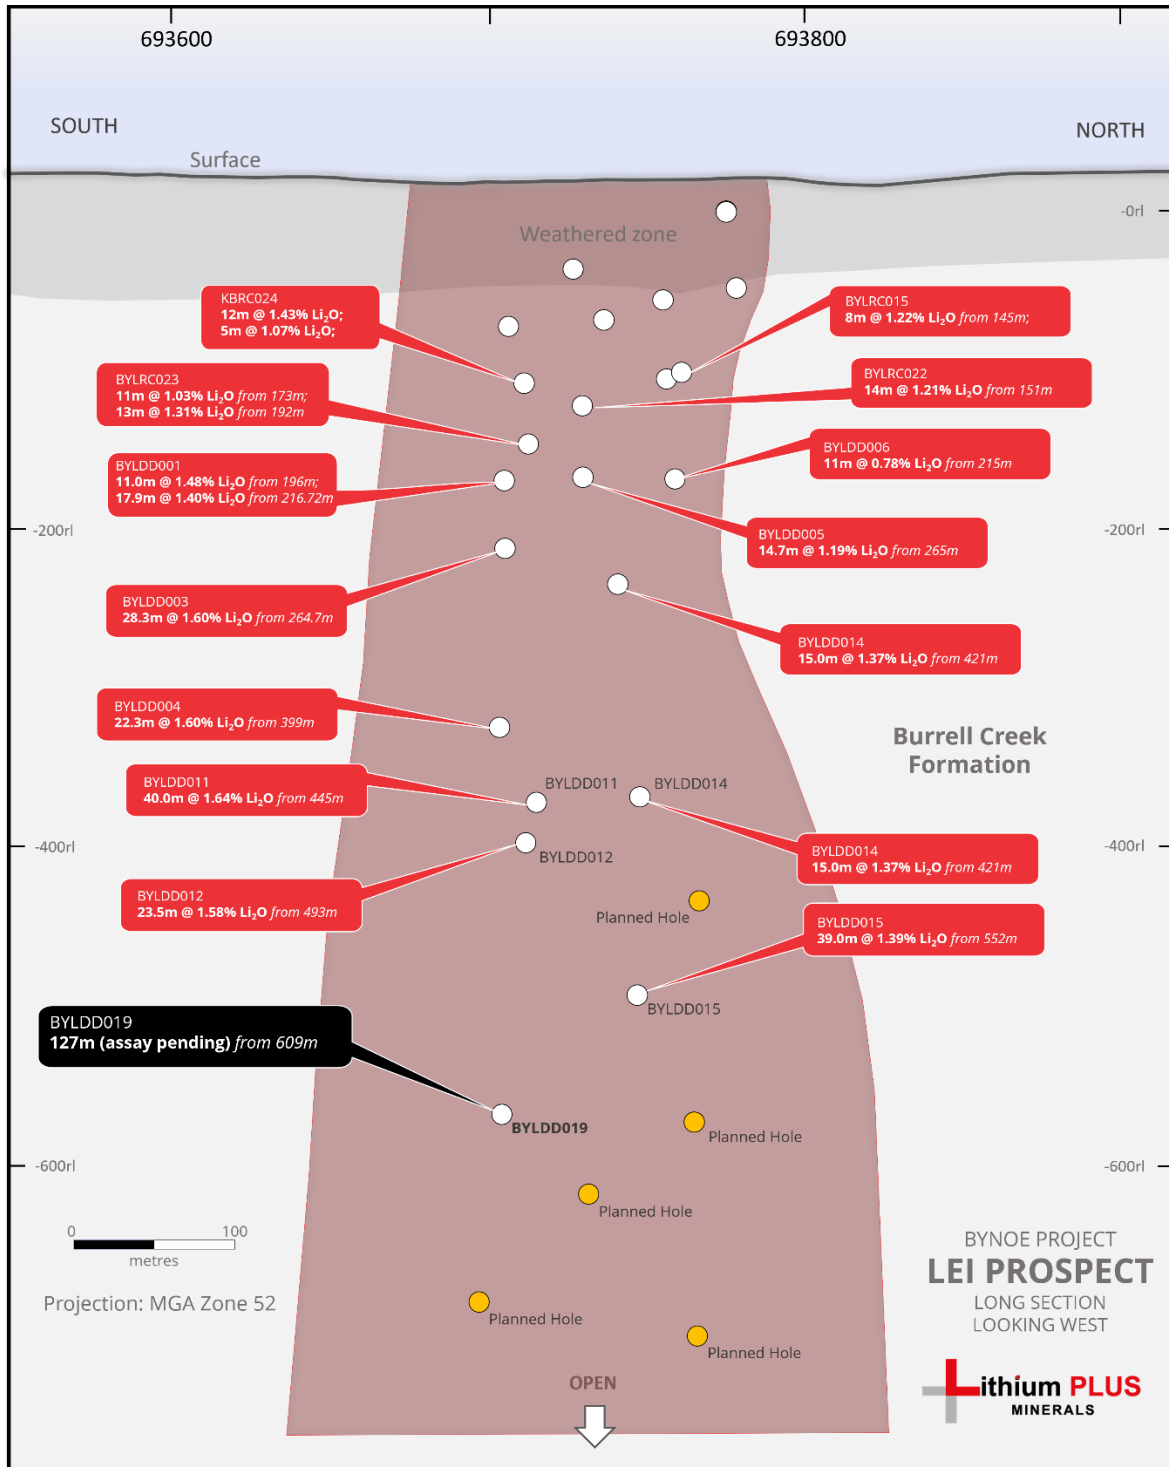 693600
693800
SOUTH
NORTH
Surface
-0rl
Weathered zone
KBRC024
12m @ 1.43% Li₂O;
5m @ 1.07% Li₂O;
BYLRC015
8m @ 1.22% Li₂O from 145m;
BYLRC023
11m @ 1.03% Li₂O from 173m;
13m @ 1.31% Li₂O from 192m
BYLRC022
14m @ 1.21% Li₂O from 151m
BYLDD001
11.0m @ 1.48% Li₂O from 196m;
17.9m @ 1.40% Li₂O from 216.72m
BYLDD006
11m @ 0.78% Li₂O from 215m
-200rl
-200rl
BYLDD005
14.7m @ 1.19% Li₂O from 265m
BYLDD003
28.3m @ 1.60% Li₂O from 264.7m
BYLDD014
15.0m @ 1.37% Li₂O from 421m
BYLDD004
22.3m @ 1.60% Li₂O from 399m
Burrell Creek
Formation
BYLDD011
40.0m @ 1.64% Li₂O from 445m
BYLDD011
BYLDD014
-400rl
-400rl
BYLDD012
BYLDD014
15.0m @ 1.37% Li₂O from 421m
BYLDD012
23.5m @ 1.58% Li₂O from 493m
Planned Hole
BYLDD015
39.0m @ 1.39% Li₂O from 552m
BYLDD015
BYLDD019
127m (assay pending) from 609m
BYLDD019
Planned Hole
-600rl
-600rl
Planned Hole
0 100
metres
Projection: MGA Zone 52
BYNOE PROJECT
LEI PROSPECT
LONG SECTION
LOOKING WEST
Planned Hole
Planned Hole
OPEN
Lithium PLUS
MINERALS